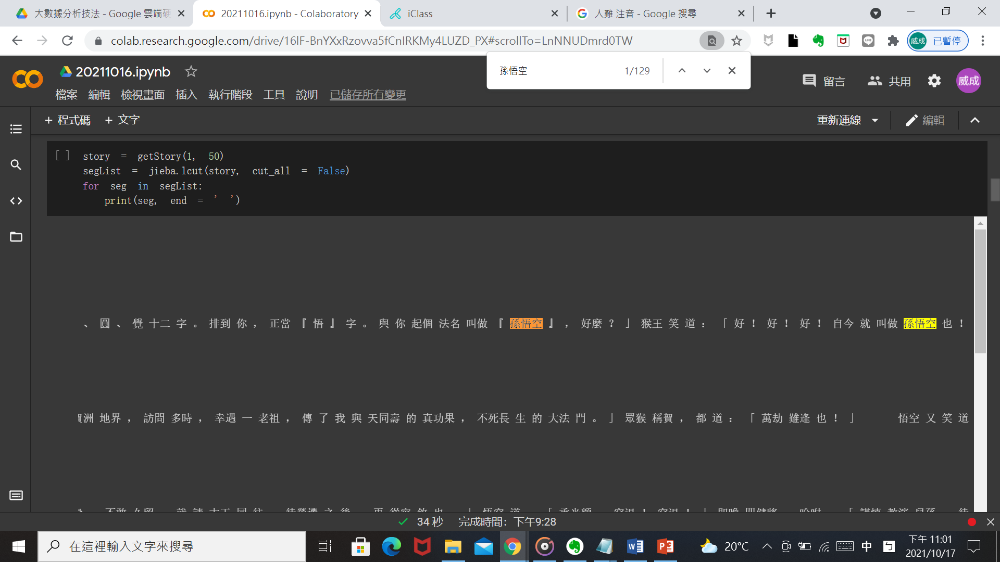 大數據分析技法 - Google 雲端硬
20211016.ipynb - Colaboratory
iClass
人難 注音 - Google 搜尋
colab.research.google.com/drive/16lF-BnYXxRzovva5fCnIRKMy4LUZD_PX#scrollTo=LnNNUDmrd0TW
威成 已暫停
孫悟空 1/129
20211016.ipynb
檔案 編輯 檢視畫面 插入 執行階段 工具 說明 已儲存所有變更
留言 共用 威成
+ 程式碼 + 文字
重新連線 編輯
[ ] story = getStory(1, 50)
segList = jieba.lcut(story, cut_all = False)
for seg in segList:
print(seg, end = ' ')
、 圓 、 覺 十二 字 。 排到 你 , 正當 『 悟 』 字 。 與 你 起個 法名 叫做 『 孫悟空 』 , 好麼 ? 」 猴王 笑 道 : 「 好 ! 好 ! 好 ! 自今 就 叫做 孫悟空 也 !
洲 地界 , 訪問 多時 , 幸遇 一 老祖 , 傳 了 我 與 天同壽 的 真功果 , 不死長 生 的 大法 門 。 」 眾猴 稱賀 , 都 道 : 「 萬劫 難逢 也 ! 」 悟空 又 笑 道
34 秒 完成時間: 下午9:28
在這裡輸入文字來搜尋
20°C
中
ㄅ
下午 11:01
2021/10/17